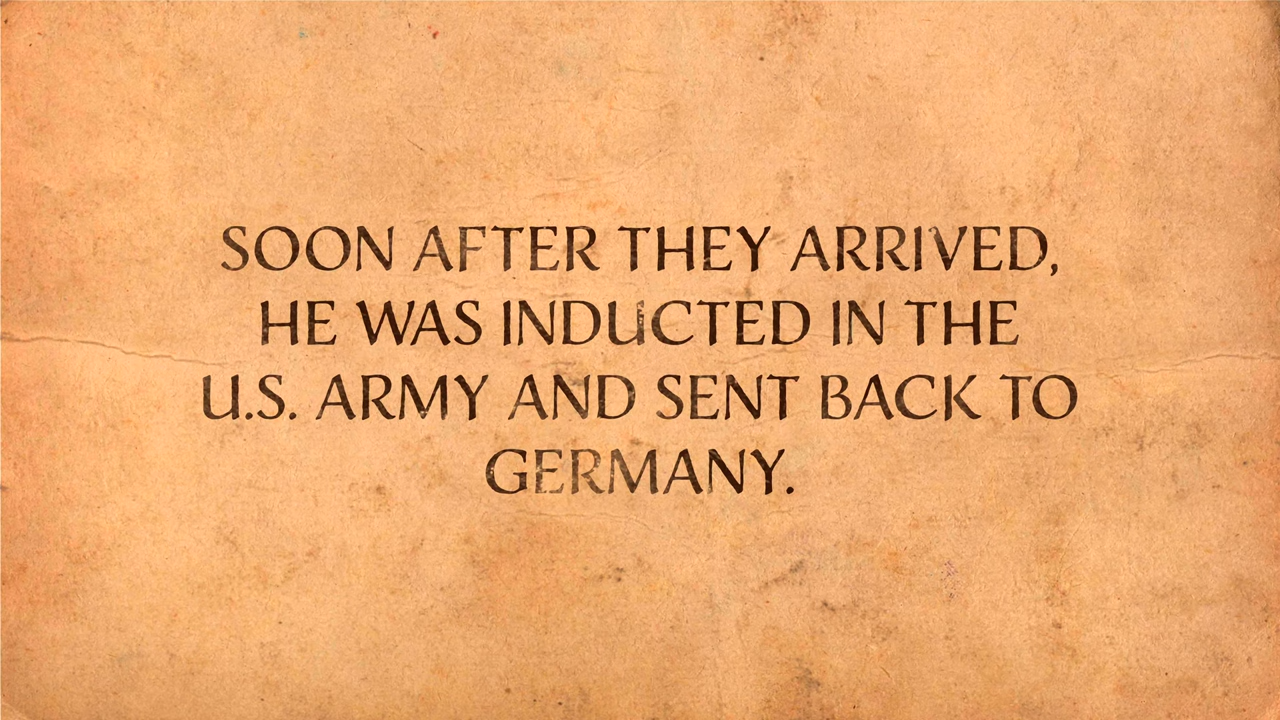 SOON AFTER THEY ARRIVED,
HE WAS INDUCTED IN THE
U.S. ARMY AND SENT BACK TO
GERMANY.